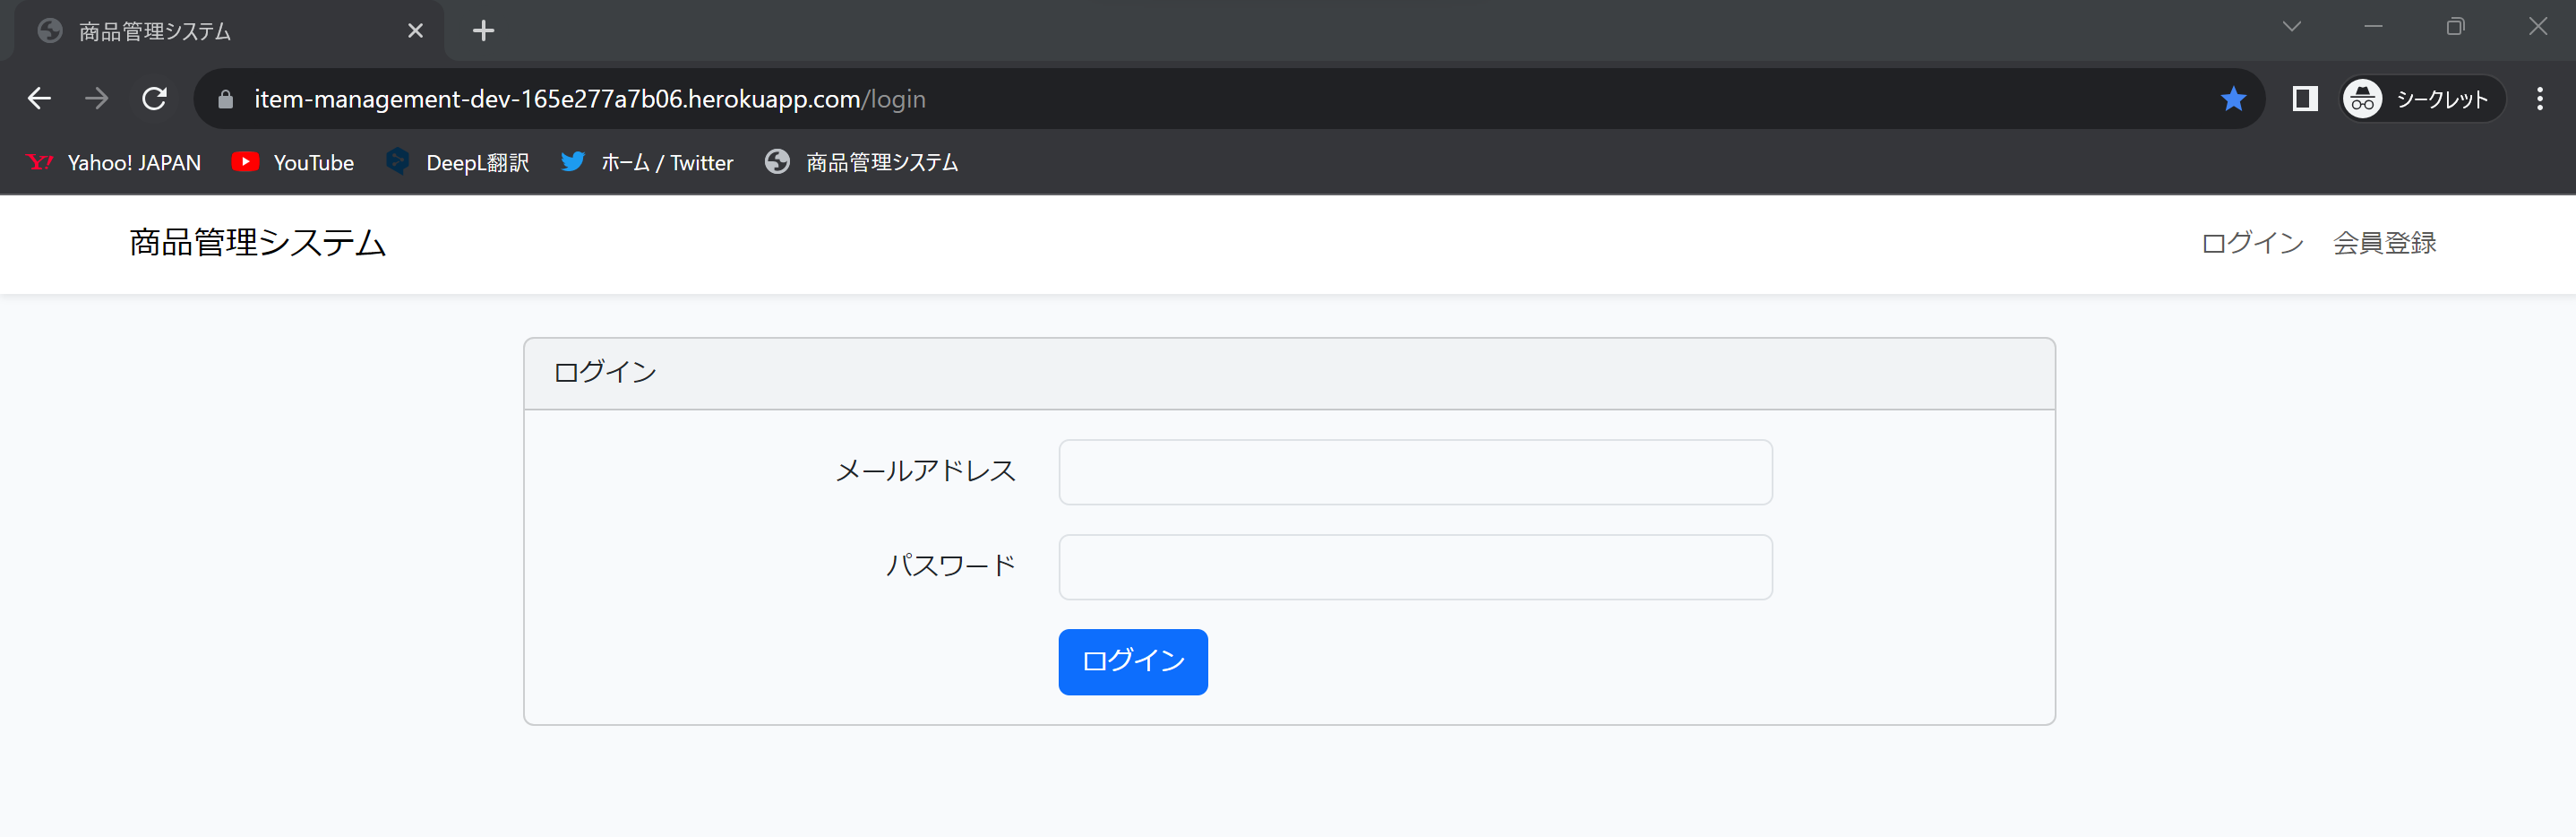 商品管理システム
item-management-dev-165e277a7b06.herokuapp.com/login
シークレット
Yahoo! JAPAN YouTube DeepL翻訳 ホーム / Twitter 商品管理システム
商品管理システム ログイン 会員登録
ログイン
メールアドレス
パスワード
ログイン